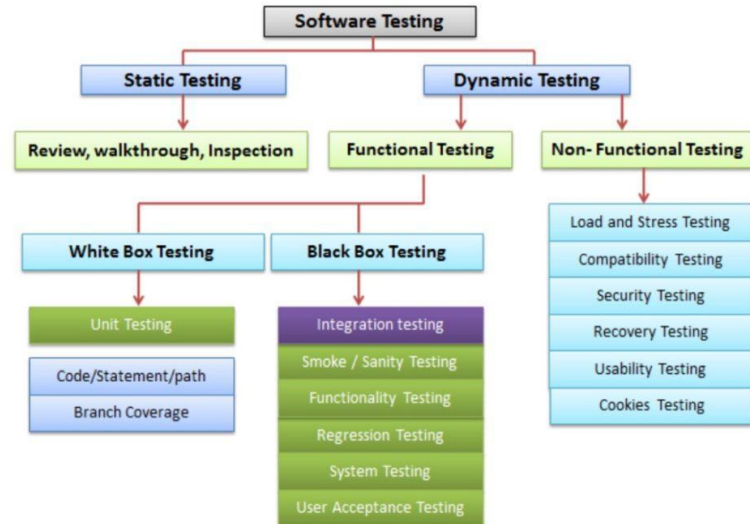 Software Testing
Static Testing
Dynamic Testing
Review, walkthrough, Inspection
Functional Testing
Non- Functional Testing
White Box Testing
Black Box Testing
Load and Stress Testing
Compatibility Testing
Security Testing
Recovery Testing
Usability Testing
Cookies Testing
Unit Testing
Code/Statement/path
Branch Coverage
Integration testing
Smoke / Sanity Testing
Functionality Testing
Regression Testing
System Testing
User Acceptance Testing